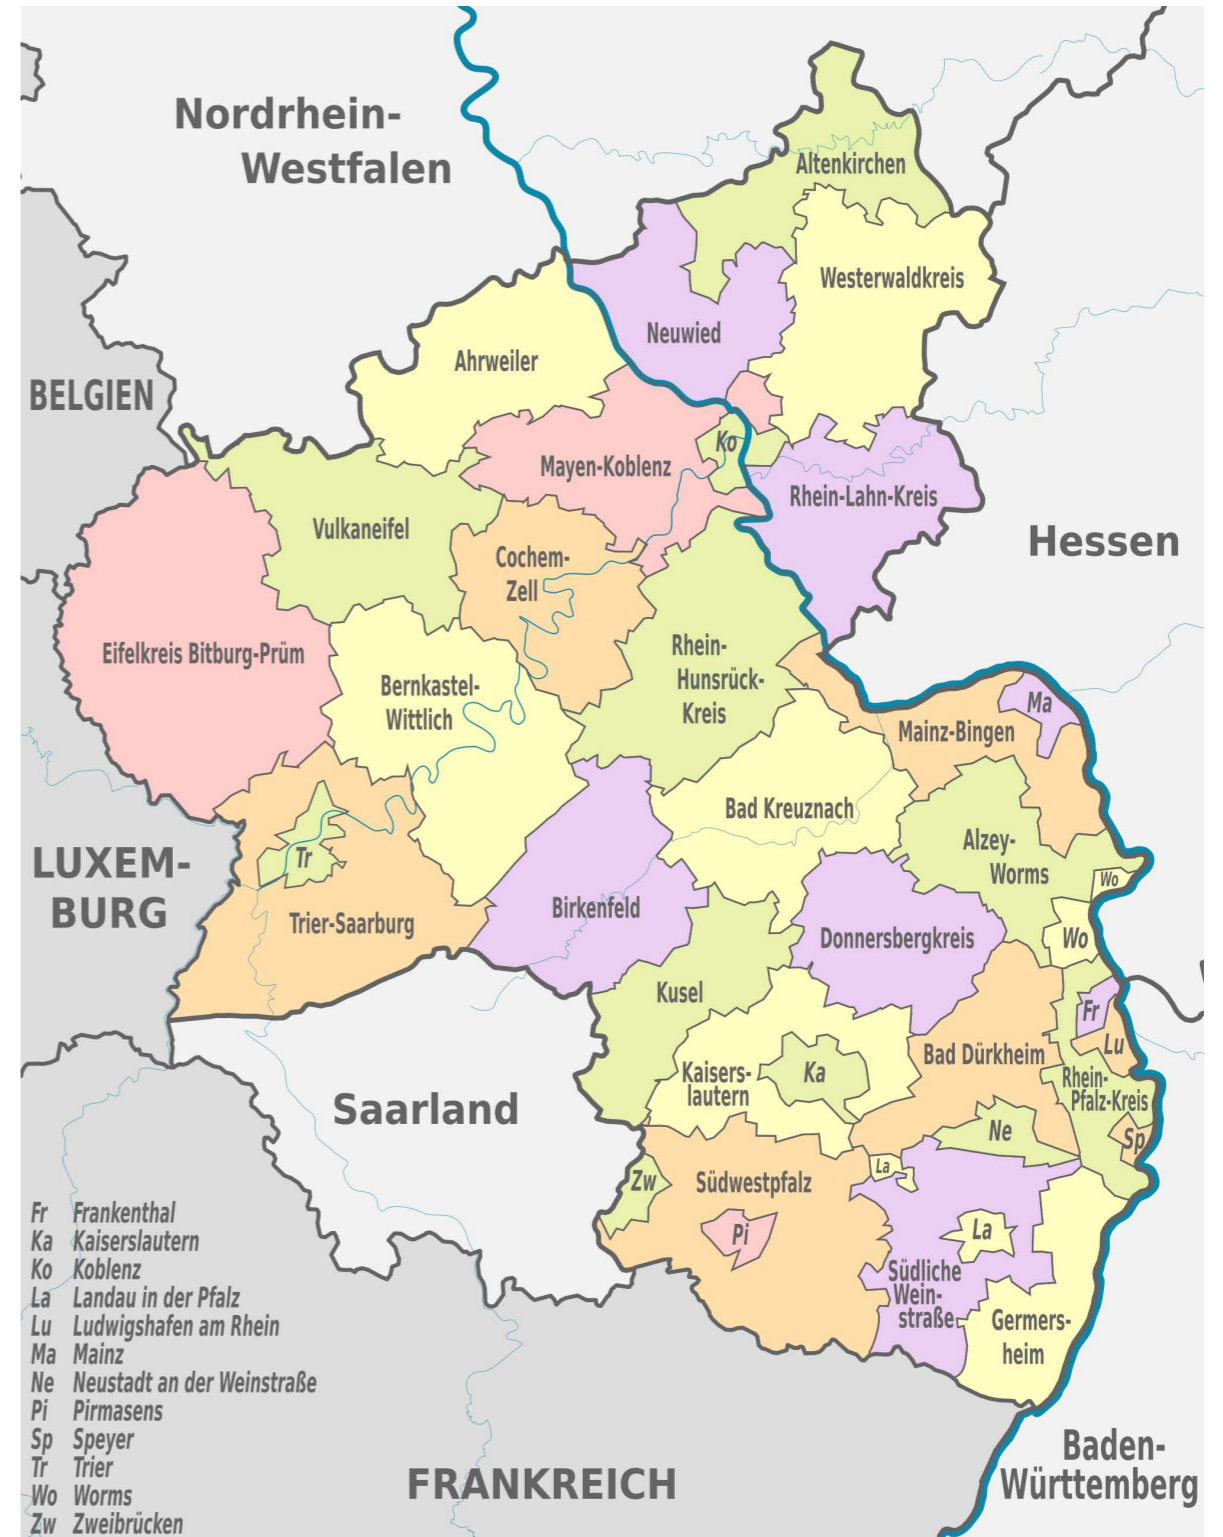 Nordrhein-
Westfalen
Altenkirchen
Westerwaldkreis
Neuwied
Ahrweiler
BELGIEN
Ko
Mayen-Koblenz
Rhein-Lahn-Kreis
Vulkaneifel
Hessen
Cochem-
Zell
Eifelkreis Bitburg-Prüm
Rhein-
Hunsrück-
Kreis
Bernkastel-
Wittlich
Ma
Mainz-Bingen
Bad Kreuznach
Alzey-
Worms
LUXEM-
BURG
Tr
Wo
Birkenfeld
Trier-Saarburg
Donnersbergkreis
Wo
Kusel
Fr
Lu
Bad Dürkheim
Kaisers-
lautern
Ka
Rhein-
Pfalz-Kreis
Saarland
Ne
Sp
La
Zw
Südwestpfalz
Pi
La
Südliche
Wein-
straße
Germers-
heim
Fr Frankenthal
Ka Kaiserslautern
Ko Koblenz
La Landau in der Pfalz
Lu Ludwigshafen am Rhein
Ma Mainz
Ne Neustadt an der Weinstraße
Pi Pirmasens
Sp Speyer
Tr Trier
Wo Worms
Zw Zweibrücken
FRANKREICH
Baden-
Württemberg